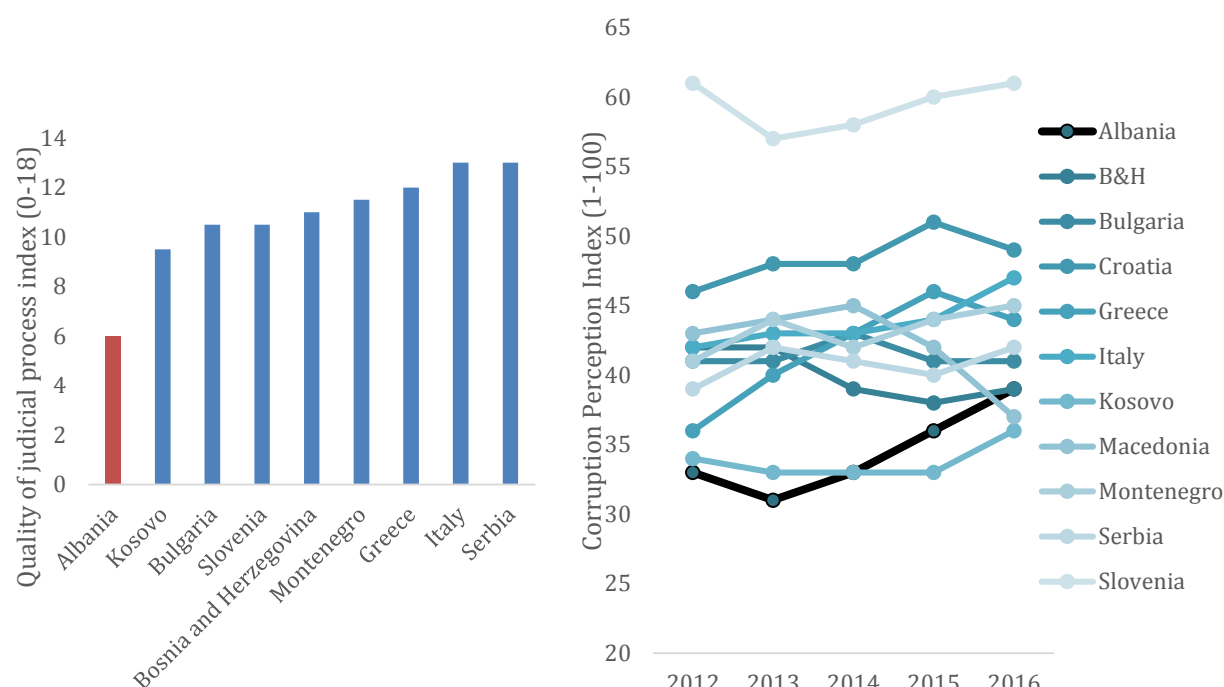 Quality of judicial process index (0-18)
14
12
10
8
6
4
2
0
Albania
Kosovo
Bulgaria
Slovenia
Bosnia and Herzegovina
Montenegro
Greece
Italy
Serbia
Corruption Perception Index (1-100)
65
60
55
50
45
40
35
30
25
20
2012 2013 2014 2015 2016
Albania
B&H
Bulgaria
Croatia
Greece
Italy
Kosovo
Macedonia
Montenegro
Serbia
Slovenia